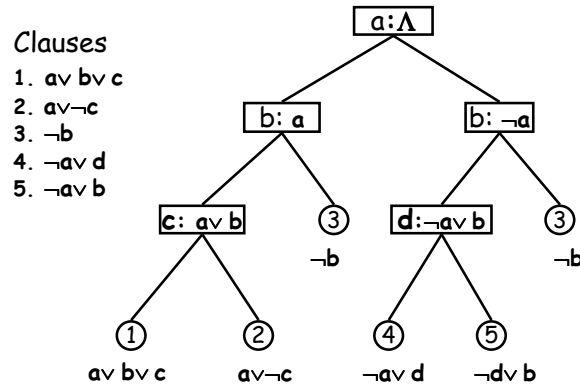 Clauses
1. a∨ b∨ c
2. a∨¬c
3. ¬b
4. ¬a∨ d
5. ¬a∨ b
a:Λ
b: a
b: ¬a
c: a∨ b
3
¬b
d:¬a∨ b
3
¬b
1
2
4
5
a∨ b∨ c
a∨¬c
¬a∨ d
¬d∨ b